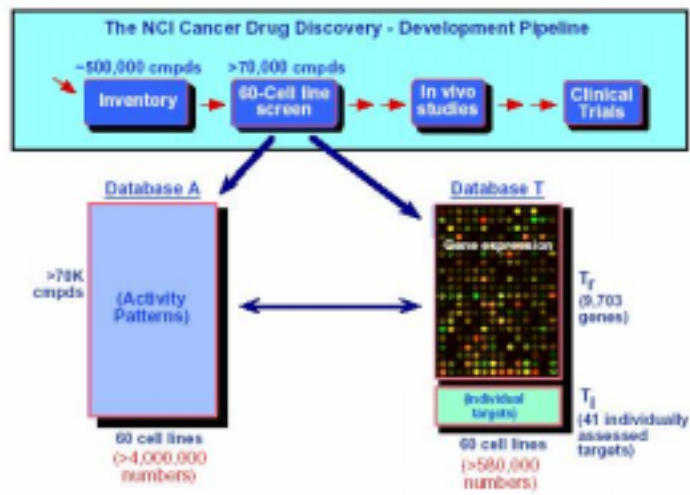 The NCI Cancer Drug Discovery - Development Pipeline
~500,000 cmpds
>70,000 cmpds
Inventory
60-Cell line
screen
In vivo
studies
Clinical
Trials
Database A
Database T
>70K
cmpds
(Activity
Patterns)
Gene expression
Tr
(9,703
genes)
(Individual
targets)
Ti
(41 individually
assessed
targets)
60 cell lines
(>4,000,000
numbers)
60 cell lines
(>580,000
numbers)